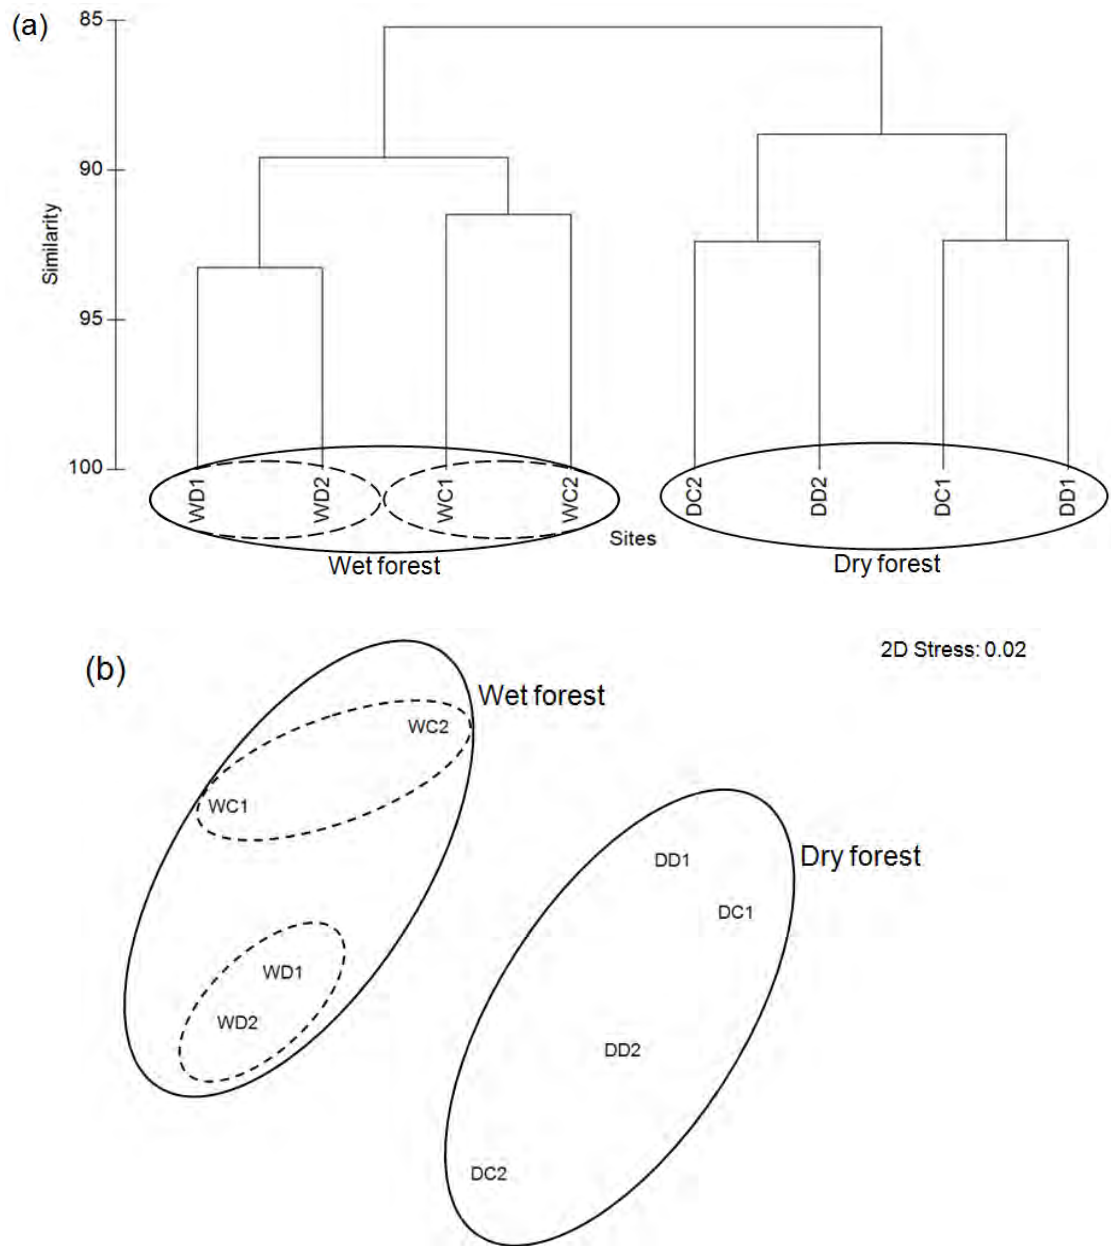 (a)
85
90
95
100
Similarity
WD1
WD2
WC1
WC2
DC2
DD2
DC1
DD1
Sites
Wet forest
Dry forest
(b)
2D Stress: 0.02
Wet forest
WC2
WC1
Dry forest
DD1
DC1
WD1
WD2
DD2
DC2